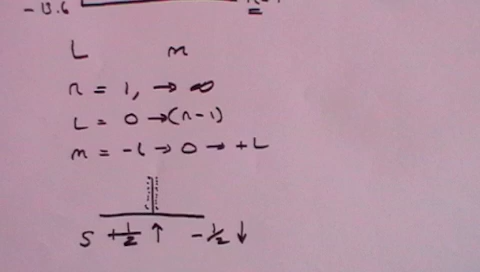 -13.6
L m
n = 1, → ∞
L = 0 →(n-1)
m = -L → 0 → +L
S +1/2 ↑ -1/2 ↓